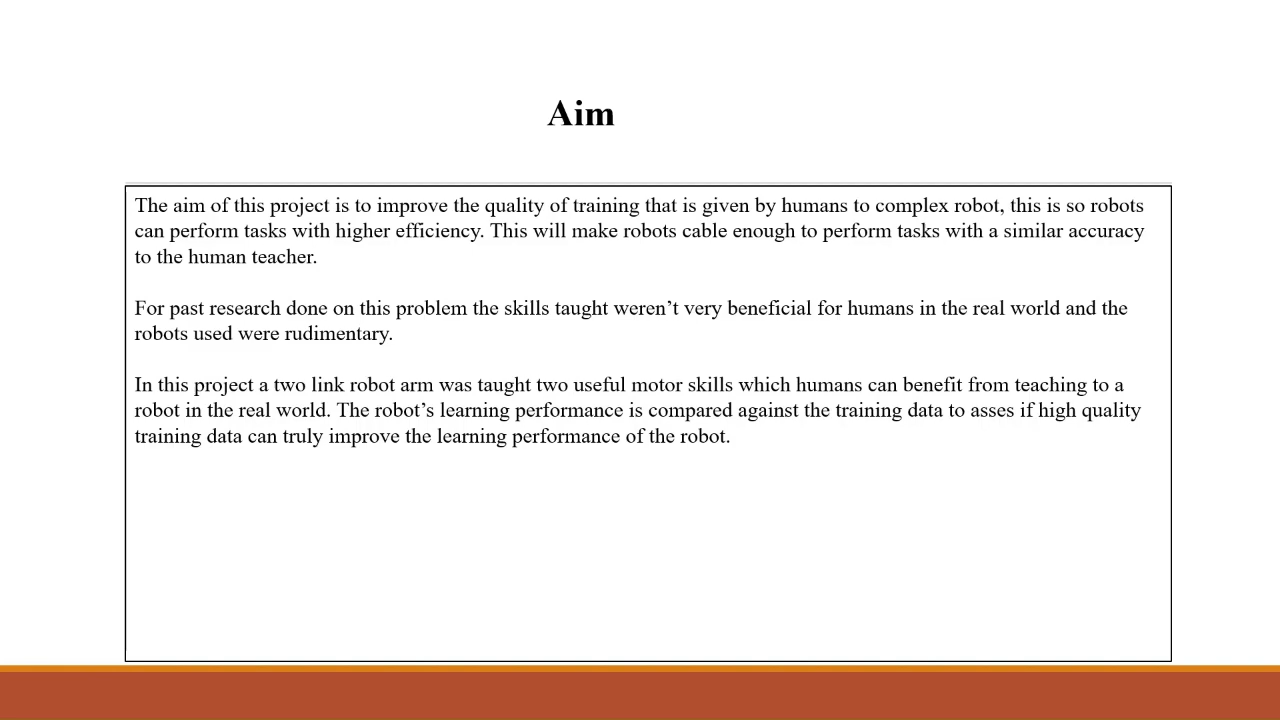 Aim
The aim of this project is to improve the quality of training that is given by humans to complex robot, this is so robots
can perform tasks with higher efficiency. This will make robots cable enough to perform tasks with a similar accuracy
to the human teacher.
For past research done on this problem the skills taught weren’t very beneficial for humans in the real world and the
robots used were rudimentary.
In this project a two link robot arm was taught two useful motor skills which humans can benefit from teaching to a
robot in the real world. The robot’s learning performance is compared against the training data to asses if high quality
training data can truly improve the learning performance of the robot.